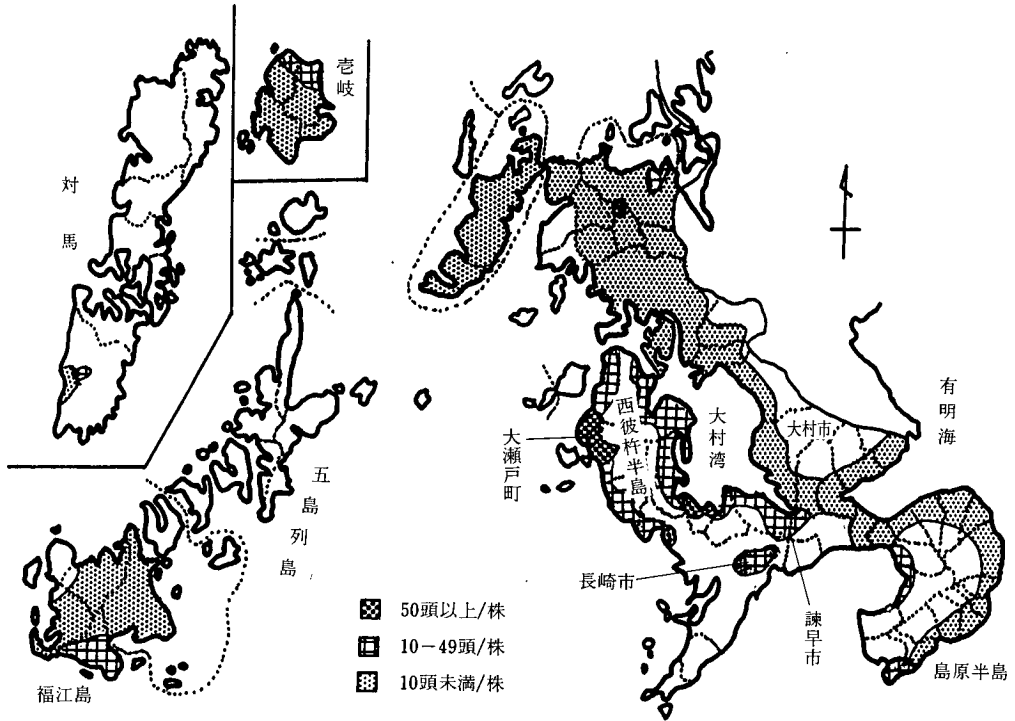 壱岐
対馬
有明海
大村市
大村湾
西彼杵半島
大瀬戸町
五島列島
長崎市
諫早市
島原半島
福江島
50頭以上/株
10－49頭/株
10頭未満/株